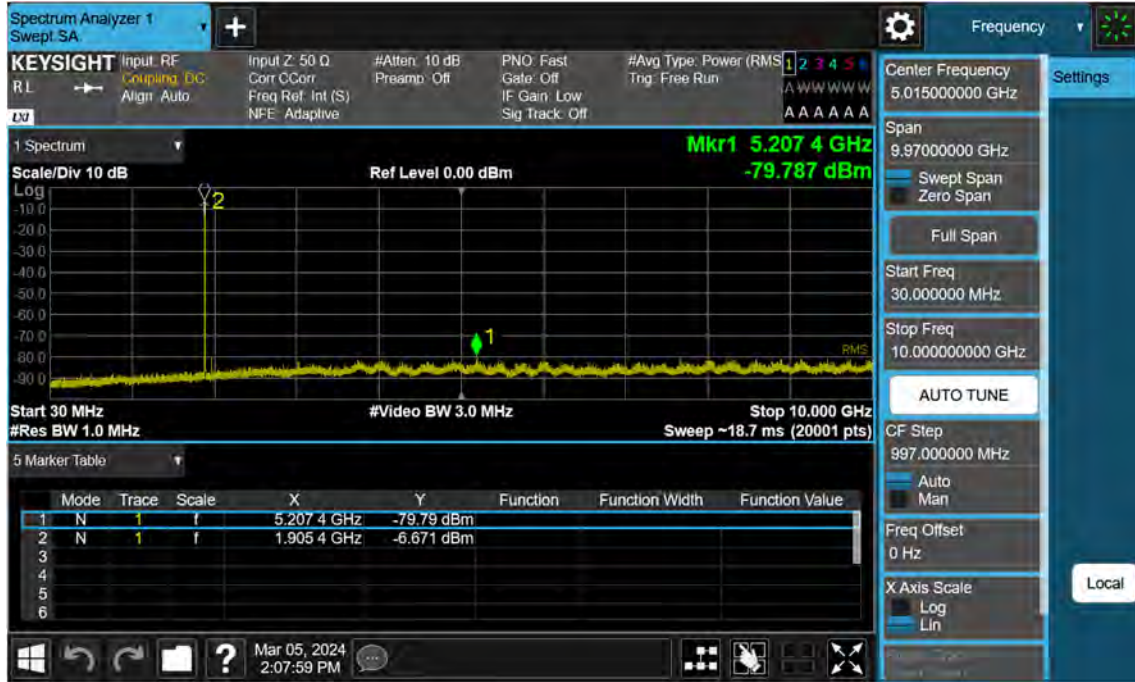 Spectrum Analyzer 1
Swept SA
+
Frequency
KEYSIGHT
RL
LXI
Input: RF
Coupling: DC
Align: Auto
Input Z: 50 Ω
Corr CCorr
Freq Ref: Int (S)
NFE: Adaptive
#Atten: 10 dB
Preamp: Off
PNO: Fast
Gate: Off
IF Gain: Low
Sig Track: Off
#Avg Type: Power (RMS
Trig: Free Run
1 2 3 4 5 6
A W W W W W
A A A A A A
1 Spectrum
Scale/Div 10 dB
Ref Level 0.00 dBm
Mkr1 5.207 4 GHz
-79.787 dBm
Log
-10.0
-20.0
-30.0
-40.0
-50.0
-60.0
-70.0
-80.0
-90.0
2
1
RMS
Start 30 MHz
#Video BW 3.0 MHz
Stop 10.000 GHz
#Res BW 1.0 MHz
Sweep ~18.7 ms (20001 pts)
5 Marker Table
Mode Trace Scale X Y Function Function Width Function Value
1 N 1 f 5.207 4 GHz -79.79 dBm
2 N 1 f 1.905 4 GHz -6.671 dBm
3
4
5
6
?
Mar 05, 2024
2:07:59 PM
Center Frequency
5.015000000 GHz
Span
9.97000000 GHz
Swept Span
Zero Span
Full Span
Start Freq
30.000000 MHz
Stop Freq
10.000000000 GHz
AUTO TUNE
CF Step
997.000000 MHz
Auto
Man
Freq Offset
0 Hz
X Axis Scale
Log
Lin
Settings
Local